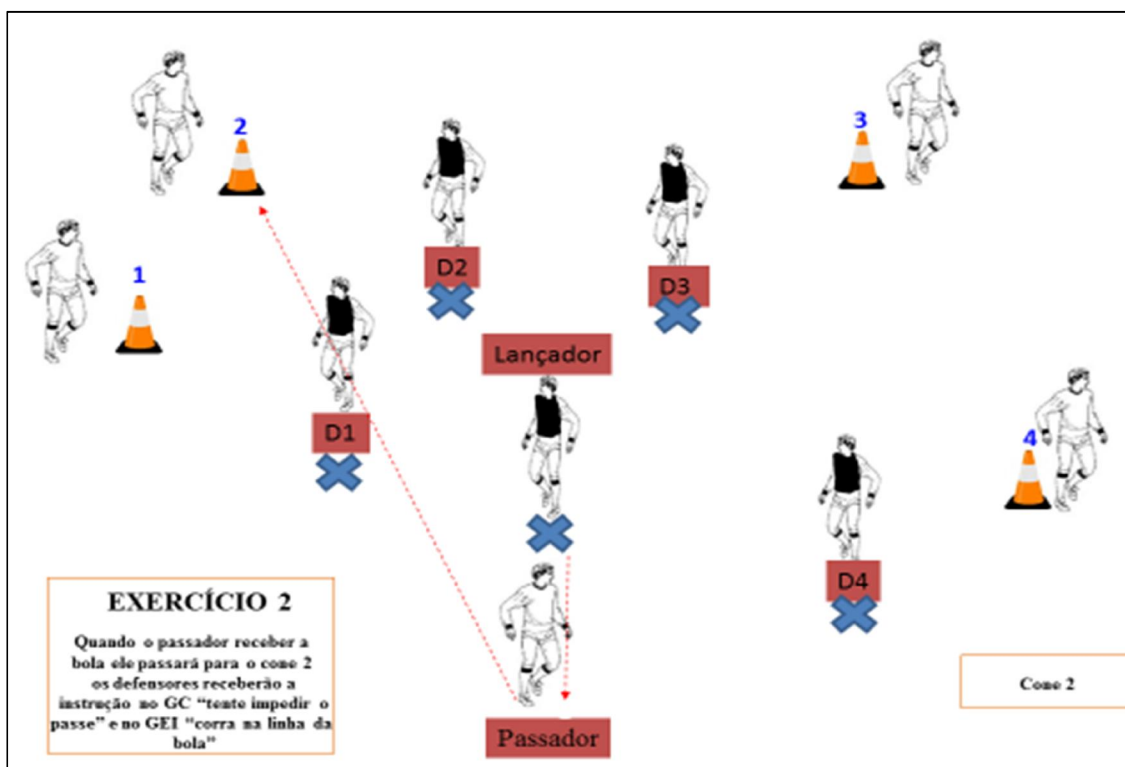 2
3
D2
1
D3
Lançador
D1
4
D4
EXERCÍCIO 2
Quando o passador receber a
bola ele passará para o cone 2
os defensores receberão a
instrução no GC “tente impedir o
passe” e no GEI “corra na linha da
bola”
Cone 2
Passador